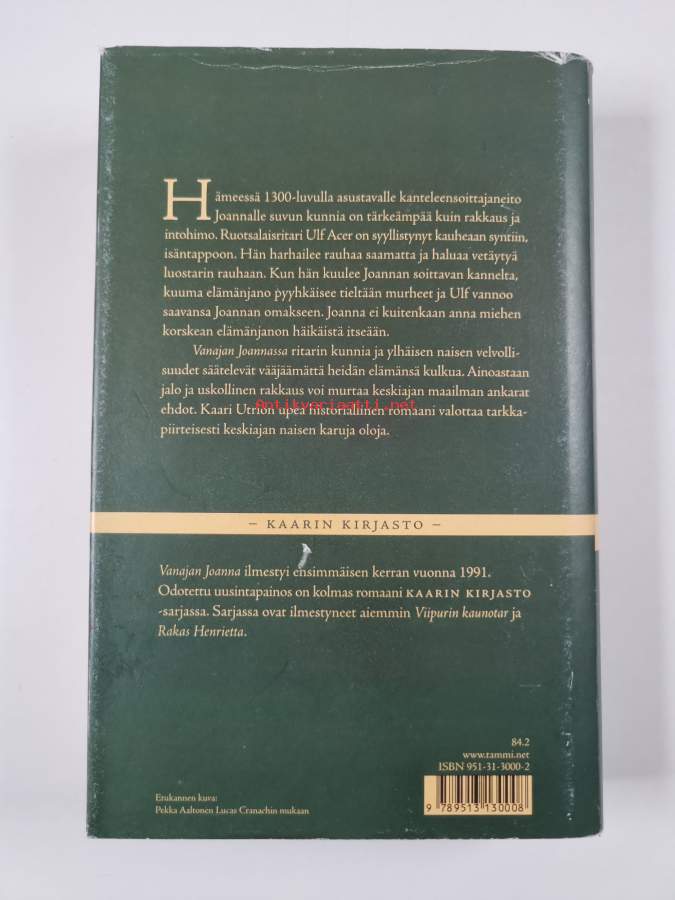 Hämeessä 1300-luvulla asustavalle kanteleensoittajaneito
Joannalle suvun kunnia on tärkeämpää kuin rakkaus ja
intohimo. Ruotsalaisritari Ulf Acer on syyllistynyt kauheaan syntiin,
isäntappoon. Hän harhailee rauhaa saamatta ja haluaa vetäytyä
luostarin rauhaan. Kun hän kuulee Joannan soittavan kannelta,
kuuma elämänjano pyyhkäisee tieltään murheet ja Ulf vannoo
saavansa Joannan omakseen. Joanna ei kuitenkaan anna miehen
korskean elämänjanon häikäistä itseään.
Vanajan Joannassa ritarin kunnia ja ylhäisen naisen velvolli-
suudet säätelevät vääjäämättä heidän elämänsä kulkua. Ainoastaan
jalo ja uskollinen rakkaus voi murtaa keskiajan maailman ankarat
ehdot. Kaari Utrion upea historiallinen romaani valottaa tarkka-
piirteisesti keskiajan naisen karuja oloja.
Antikvariaatti.net
– KAARIN KIRJASTO –
Vanajan Joanna ilmestyi ensimmäisen kerran vuonna 1991.
Odotettu uusintapainos on kolmas romaani KAARIN KIRJASTO
-sarjassa. Sarjassa ovat ilmestyneet aiemmin Viipurin kaunotar ja
Rakas Henrietta.
84.2
www.tammi.net
ISBN 951-31-3000-2
9 789513 130008
Etukannen kuva:
Pekka Aaltonen Lucas Cranachin mukaan